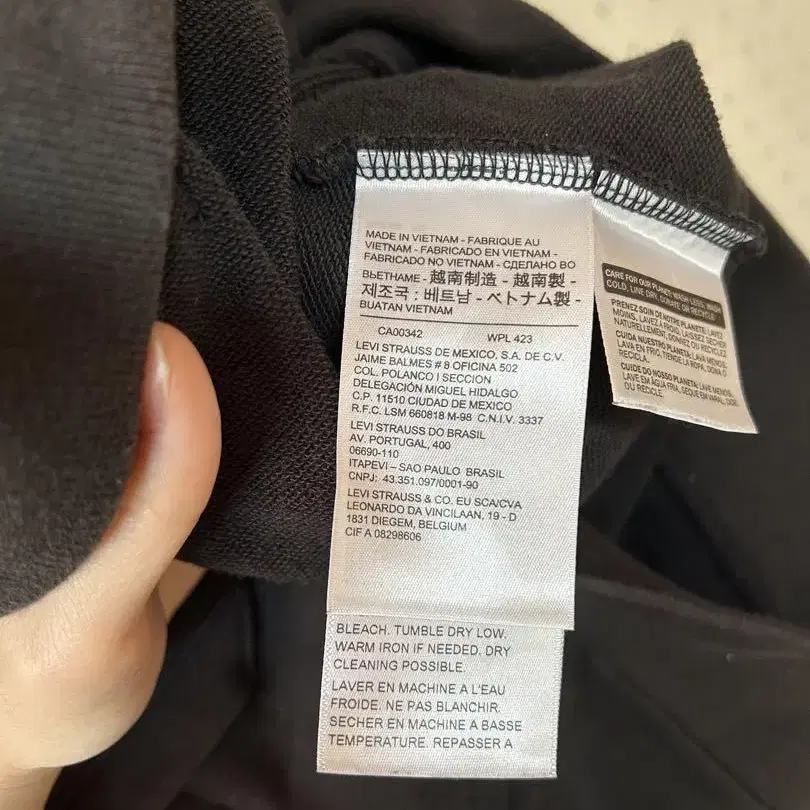 MADE IN VIETNAM - FABRIQUE AU
VIETNAM - FABRICADO EN VIETNAM -
FABRICADO NO VIETNAM - СДЕЛАНО ВО
ВЬЕТНАМЕ - 越南制造 - 越南製 -
제조국 : 베트남 - ベトナム製 -
BUATAN VIETNAM
CA00342 WPL 423
LEVI STRAUSS DE MEXICO, S.A. DE C.V.
JAIME BALMES # 8 OFICINA 502
COL. POLANCO I SECCION
DELEGACIÓN MIGUEL HIDALGO
C.P. 11510 CIUDAD DE MEXICO
R.F.C. LSM 660818 M-98 C.N.I.V. 3337
LEVI STRAUSS DO BRASIL
AV. PORTUGAL, 400
06690-110
ITAPEVI – SAO PAULO BRASIL
CNPJ: 43.351.097/0001-90
LEVI STRAUSS & CO. EU SCA/CVA
LEONARDO DA VINCILAAN, 19 - D
1831 DIEGEM, BELGIUM
CIF A 08298606
BLEACH. TUMBLE DRY LOW.
WARM IRON IF NEEDED. DRY
CLEANING POSSIBLE.
LAVER EN MACHINE A L'EAU
FROIDE. NE PAS BLANCHIR.
SECHER EN MACHINE A BASSE
TEMPERATURE. REPASSER A
CARE FOR OUR PLANET: WASH LESS, WASH
COLD, LINE DRY, DONATE OR RECYCLE
PRENEZ SOIN DE NOTRE PLANETE: LAVEZ
MOINS, LAVEZ A FROID, LAISSEZ SECHER
NATURELLEMENT, DONNEZ OU RECYCLEZ
CUIDA NUESTRO PLANETA: LAVA MENOS,
LAVA EN FRIO, TIENDE LA ROPA, DONA O
RECICLA.
CUIDE DO NOSSO PLANETA: LAVE MENOS,
LAVE EM AGUA FRIA, SEQUE EM VARAL, DOE
OU RECICLE.